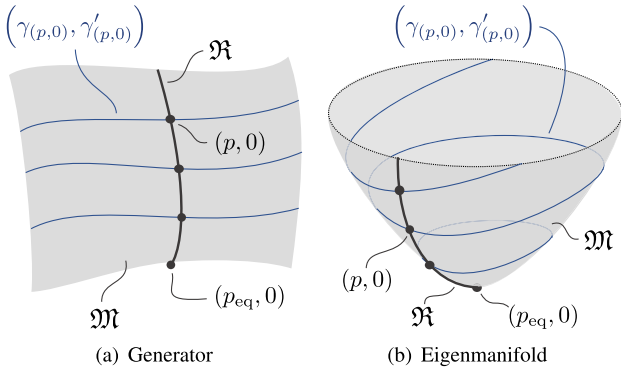 (γ_(p,0), γ′_(p,0))
ℜ
(p, 0)
(p_eq, 0)
𝔐
(a) Generator
(γ_(p,0), γ′_(p,0))
𝔐
(p, 0)
ℜ
(p_eq, 0)
(b) Eigenmanifold